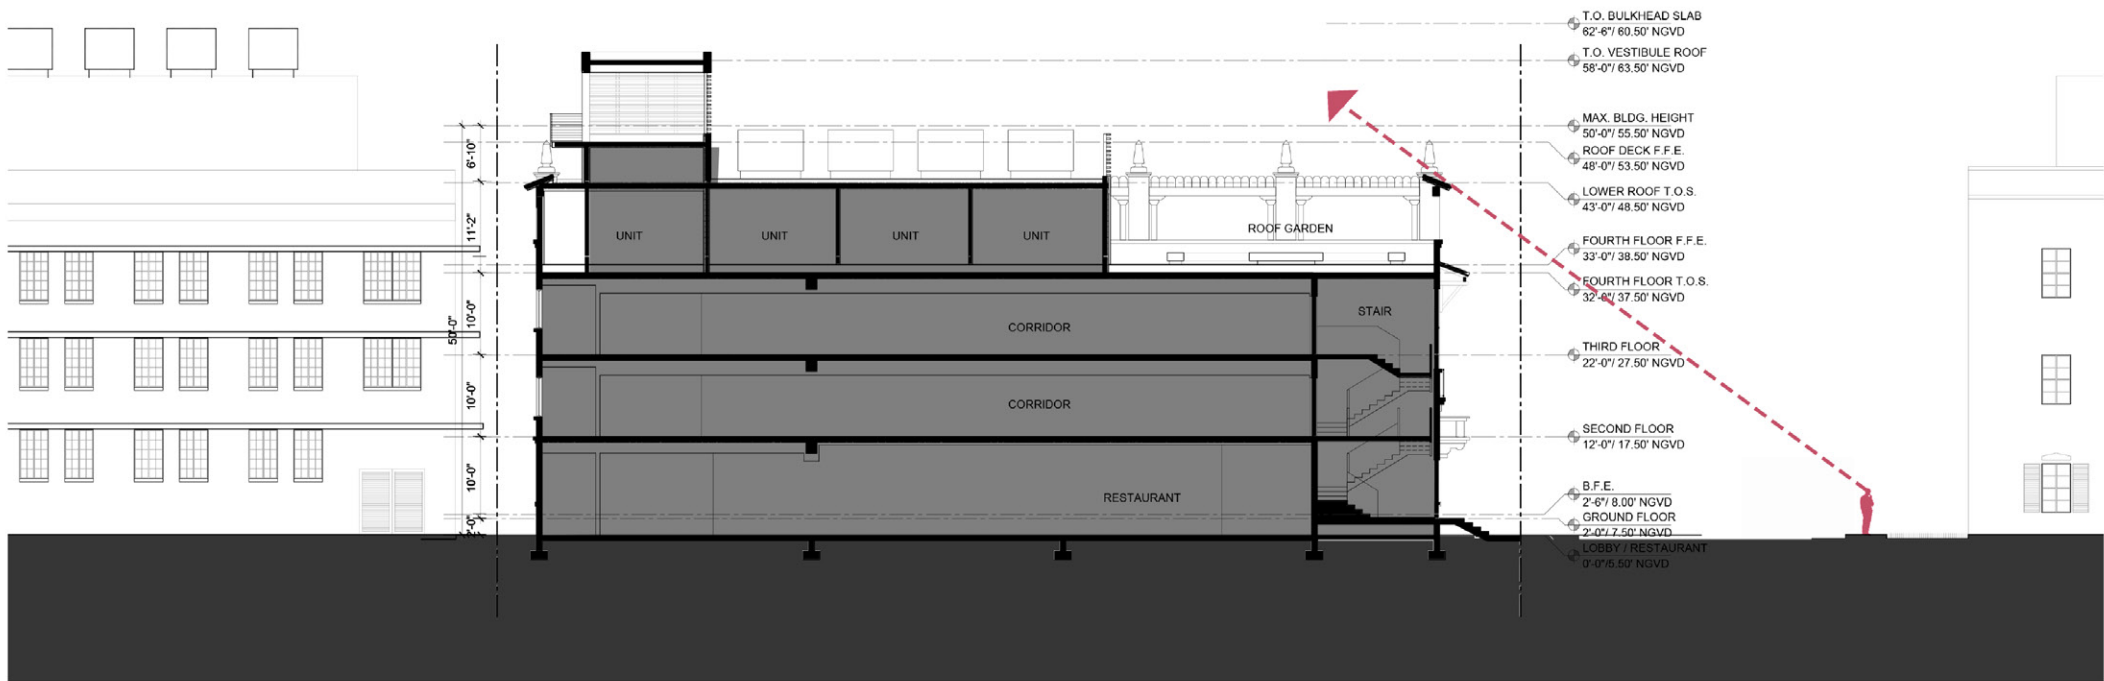 T.O. BULKHEAD SLAB
62'-6"/ 60.50' NGVD
T.O. VESTIBULE ROOF
58'-0"/ 63.50' NGVD
MAX. BLDG. HEIGHT
50'-0"/ 55.50' NGVD
ROOF DECK F.F.E.
48'-0"/ 53.50' NGVD
LOWER ROOF T.O.S.
43'-0"/ 48.50' NGVD
FOURTH FLOOR F.F.E.
33'-0"/ 38.50' NGVD
FOURTH FLOOR T.O.S.
32'-0"/ 37.50' NGVD
THIRD FLOOR
22'-0"/ 27.50' NGVD
SECOND FLOOR
12'-0"/ 17.50' NGVD
B.F.E.
2'-6"/ 8.00' NGVD
GROUND FLOOR
2'-0"/ 7.50' NGVD
LOBBY / RESTAURANT
0'-0"/5.50' NGVD
6'-10"
11'-2"
10'-0"
10'-0"
10'-0"
2'-0"
50'-0"
UNIT
UNIT
UNIT
UNIT
ROOF GARDEN
CORRIDOR
STAIR
CORRIDOR
RESTAURANT